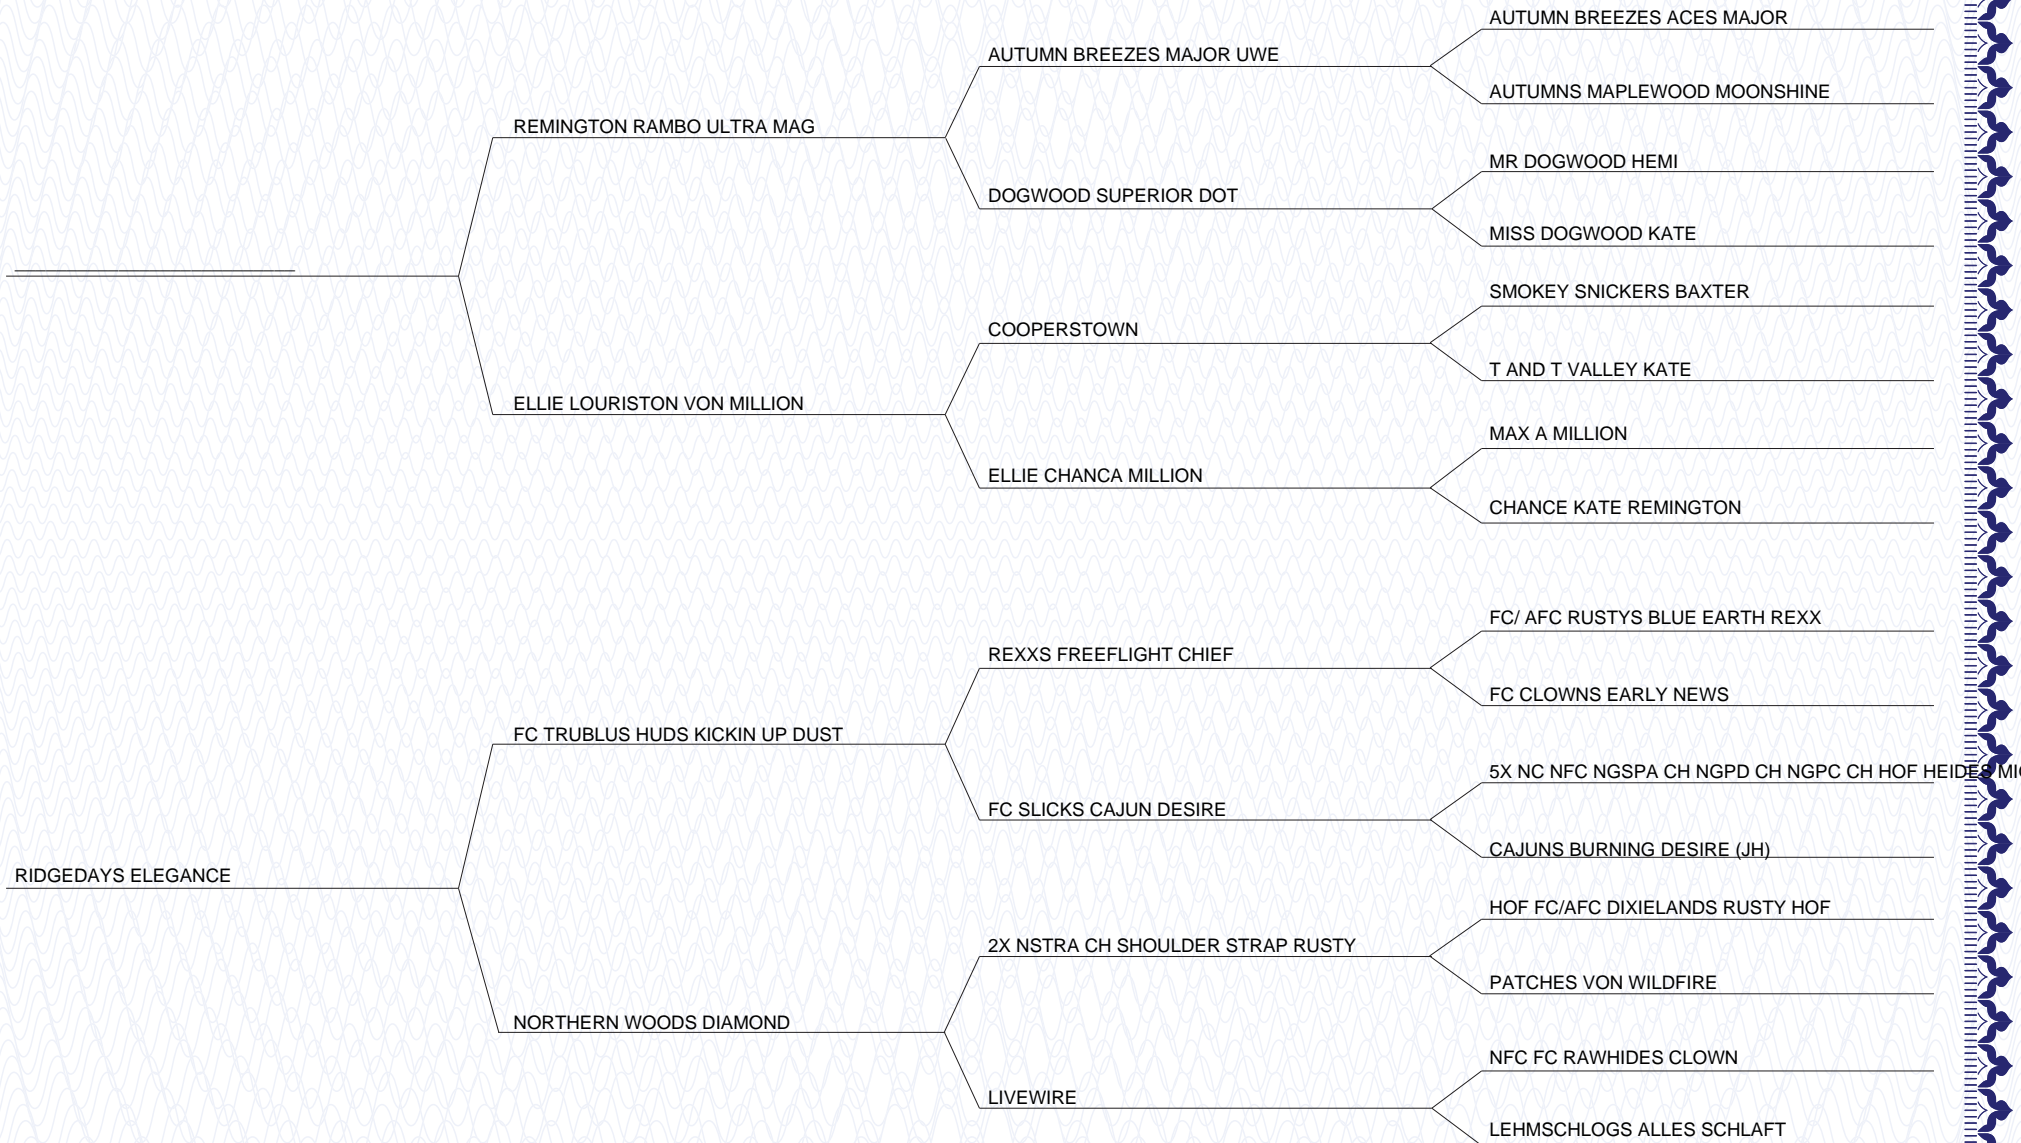 AUTUMN BREEZES ACES MAJOR
AUTUMN BREEZES MAJOR UWE
AUTUMNS MAPLEWOOD MOONSHINE
REMINGTON RAMBO ULTRA MAG
MR DOGWOOD HEMI
DOGWOOD SUPERIOR DOT
MISS DOGWOOD KATE
SMOKEY SNICKERS BAXTER
COOPERSTOWN
T AND T VALLEY KATE
ELLIE LOURISTON VON MILLION
MAX A MILLION
ELLIE CHANCA MILLION
CHANCE KATE REMINGTON
FC/ AFC RUSTYS BLUE EARTH REXX
REXXS FREEFLIGHT CHIEF
FC CLOWNS EARLY NEWS
FC TRUBLUS HUDS KICKIN UP DUST
5X NC NFC NGSPA CH NGPD CH NGPC CH HOF HEIDES
FC SLICKS CAJUN DESIRE
CAJUNS BURNING DESIRE (JH)
RIDGEDAYS ELEGANCE
HOF FC/AFC DIXIELANDS RUSTY HOF
2X NSTRA CH SHOULDER STRAP RUSTY
PATCHES VON WILDFIRE
NORTHERN WOODS DIAMOND
NFC FC RAWHIDES CLOWN
LIVEWIRE
LEHMSCHLOGS ALLES SCHLAFT